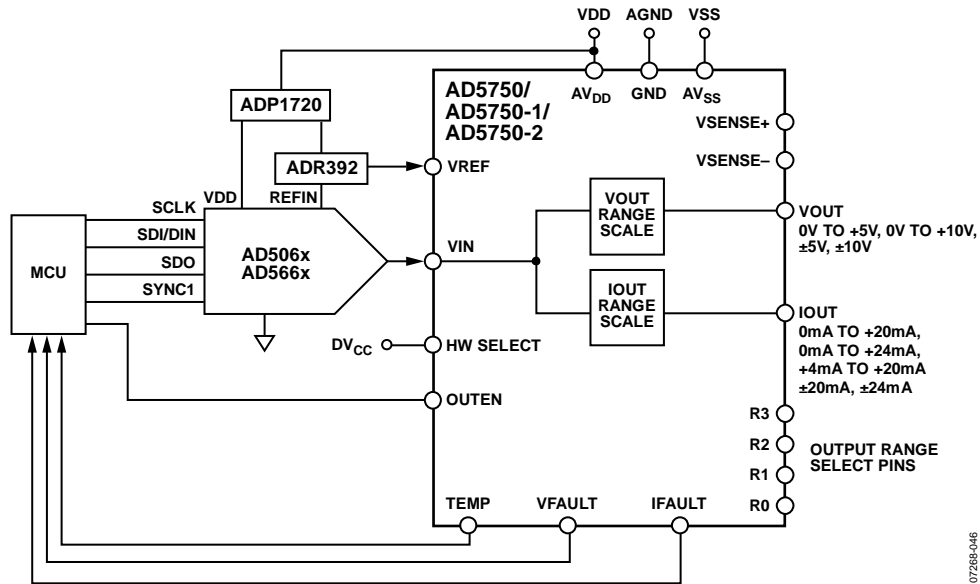 VDD AGND VSS
ADP1720
AD5750/
AD5750-1/
AD5750-2
AVDD GND AVSS
VSENSE+
VSENSE–
ADR392
VREF
VDD REFIN
SCLK
SDI/DIN
SDO
SYNC1
MCU
AD506x
AD566x
VIN
VOUT
RANGE
SCALE
VOUT
0V TO +5V, 0V TO +10V,
±5V, ±10V
IOUT
RANGE
SCALE
IOUT
0mA TO +20mA,
0mA TO +24mA,
+4mA TO +20mA
±20mA, ±24mA
DVCC
HW SELECT
OUTEN
R3
R2
R1
R0
OUTPUT RANGE
SELECT PINS
TEMP VFAULT IFAULT
07268-046